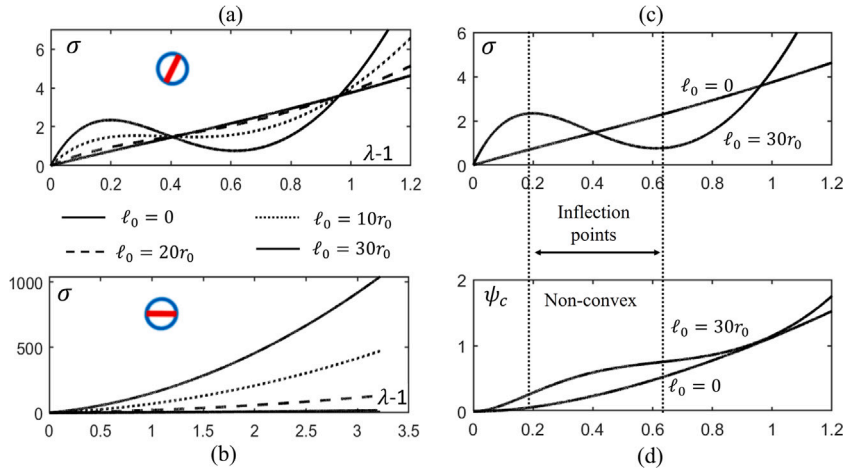 (a)
6
4
2
0
σ
λ-1
0
0.2
0.4
0.6
0.8
1
1.2
ℓ₀ = 0
ℓ₀ = 10r₀
ℓ₀ = 20r₀
ℓ₀ = 30r₀
1000
500
0
σ
λ-1
0
0.5
1
1.5
2
2.5
3
3.5
(b)
(c)
6
4
2
0
σ
ℓ₀ = 0
ℓ₀ = 30r₀
0
0.2
0.4
0.6
0.8
1
1.2
Inflection
points
2
1
0
ψ_c
Non-convex
ℓ₀ = 30r₀
ℓ₀ = 0
0
0.2
0.4
0.6
0.8
1
1.2
(d)